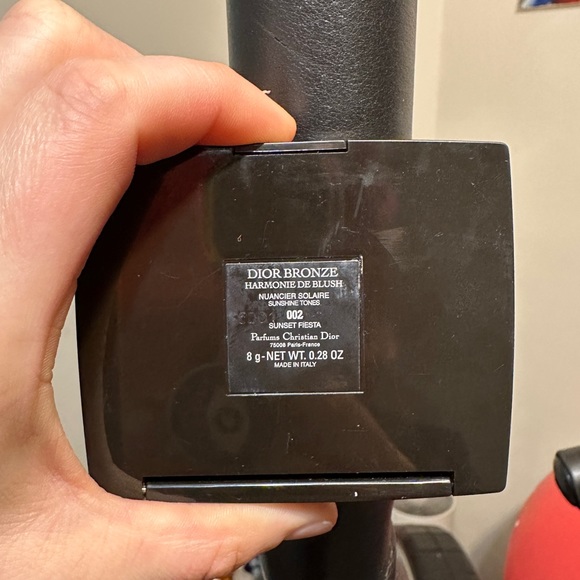 DIOR BRONZE
HARMONIE DE BLUSH
NUANCIER SOLAIRE
SUNSHINE TONES
002
SUNSET FIESTA
Parfums Christian Dior
75008 Paris-France
8 g-NET WT. 0.28 OZ
MADE IN ITALY